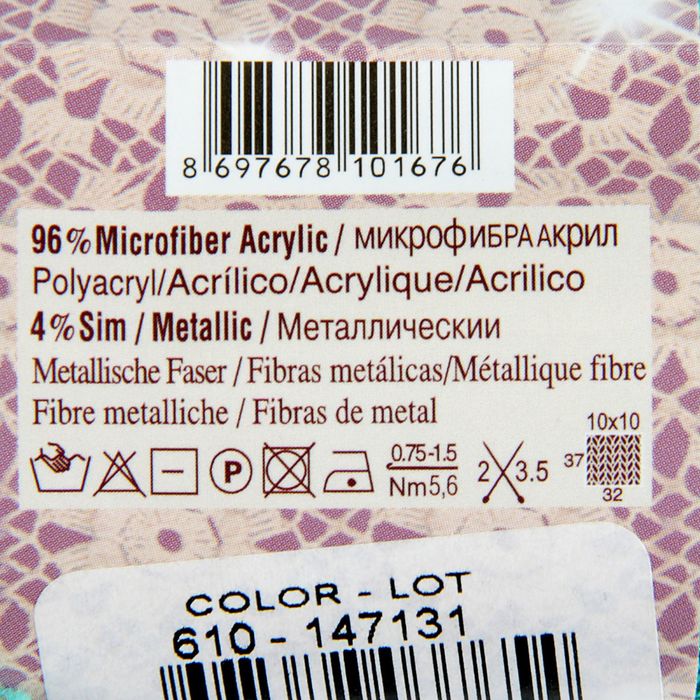 8 697678 101676
96% Microfiber Acrylic / МИКРОФИБРА АКРИЛ
Polyacryl/Acrílico/Acrylique/Acrilico
4% Sim / Metallic / Металлическии
Metallische Faser / Fibras metálicas/Métallique fibre
Fibre metalliche / Fibras de metal
P
0.75-1.5
Nm5,6
2 3.5
10x10
37
32
COLOR - LOT
610 - 147131